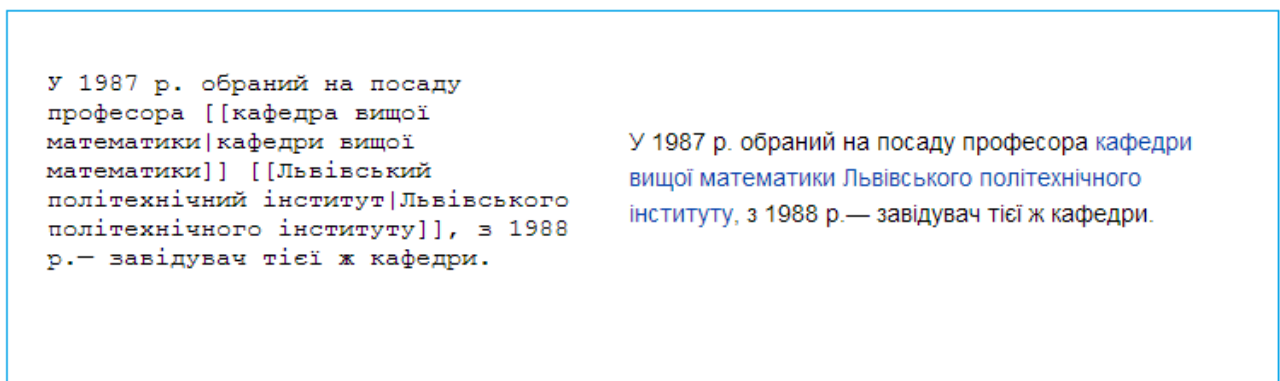 У 1987 р. обраний на посаду
професора [[кафедра вищої
математики|кафедри вищої
математики]] [[Львівський
політехнічний інститут|Львівського
політехнічного інституту]], з 1988
р.— завідувач тієї ж кафедри.
У 1987 р. обраний на посаду професора кафедри
вищої математики Львівського політехнічного
інституту, з 1988 р.— завідувач тієї ж кафедри.